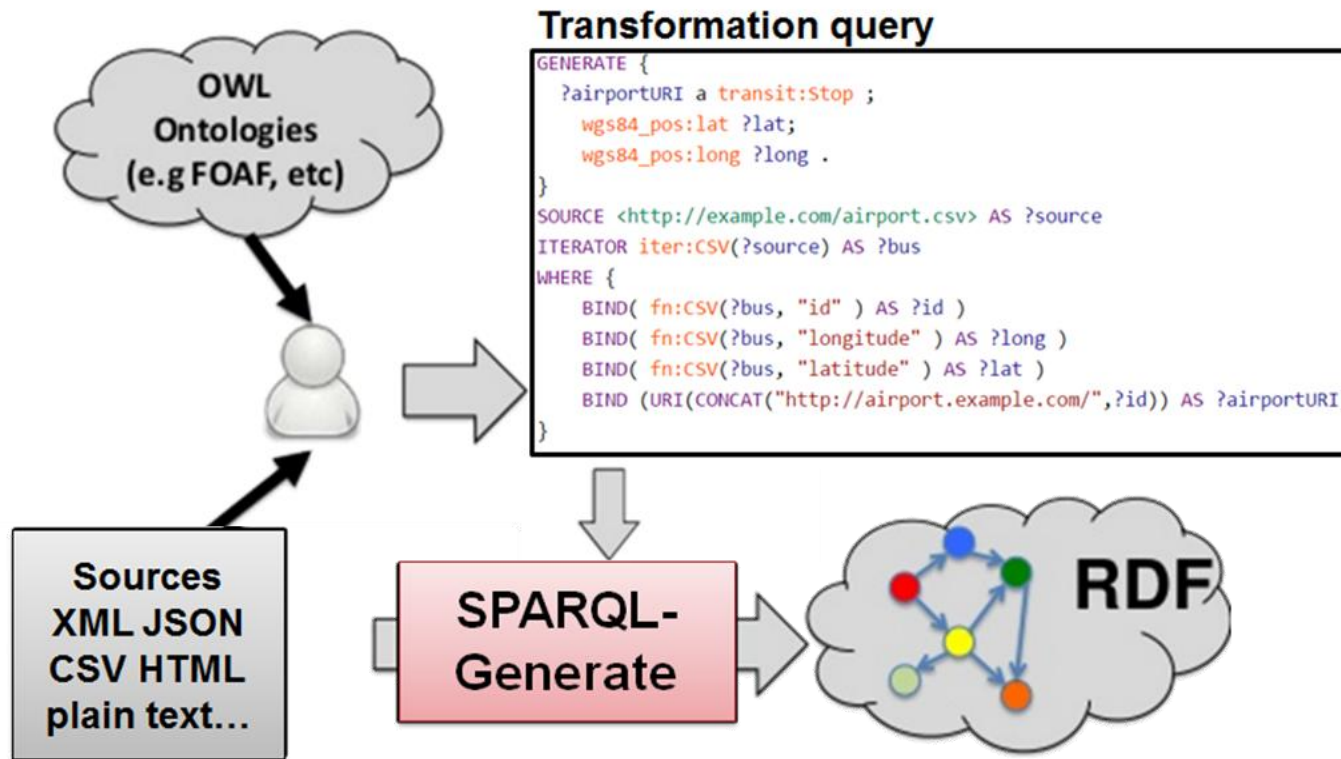 Transformation query
OWL
Ontologies
(e.g FOAF, etc)
GENERATE {
?airportURI a transit:Stop ;
wgs84_pos:lat ?lat;
wgs84_pos:long ?long .
}
SOURCE <http://example.com/airport.csv> AS ?source
ITERATOR iter:CSV(?source) AS ?bus
WHERE {
BIND( fn:CSV(?bus, "id" ) AS ?id )
BIND( fn:CSV(?bus, "longitude" ) AS ?long )
BIND( fn:CSV(?bus, "latitude" ) AS ?lat )
BIND (URI(CONCAT("http://airport.example.com/",?id)) AS ?airportURI
}
Sources
XML JSON
CSV HTML
plain text…
SPARQL-
Generate
RDF